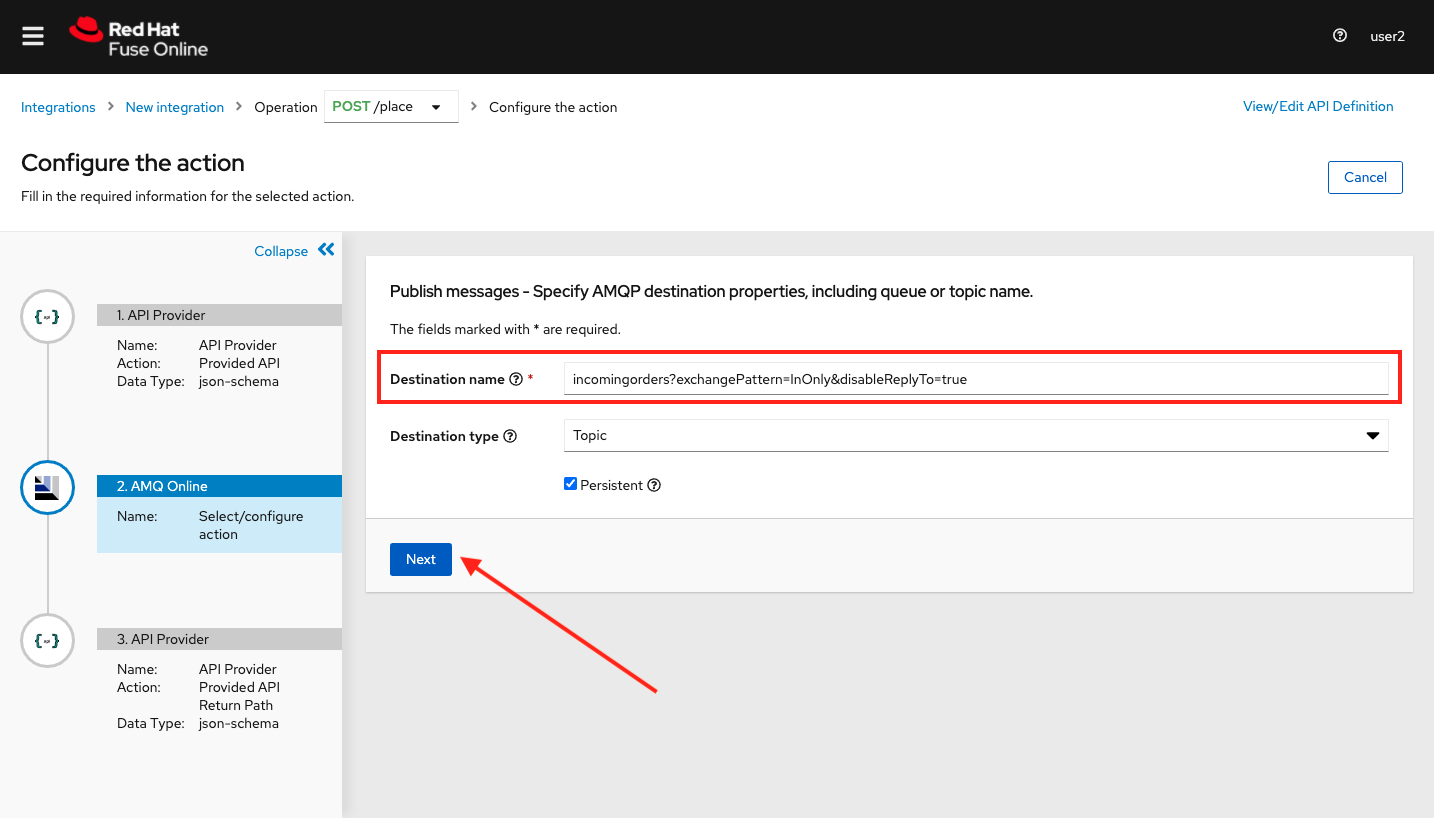 Red Hat
Fuse Online
user2
Integrations > New integration > Operation POST /place > Configure the action
View/Edit API Definition
Configure the action
Fill in the required information for the selected action.
Cancel
Collapse
1. API Provider
Name: API Provider
Action: Provided API
Data Type: json-schema
2. AMQ Online
Name: Select/configure
action
3. API Provider
Name: API Provider
Action: Provided API
Return Path
Data Type: json-schema
Publish messages - Specify AMQP destination properties, including queue or topic name.
The fields marked with * are required.
Destination name * incomingorders?exchangePattern=InOnly&disableReplyTo=true
Destination type Topic
Persistent
Next